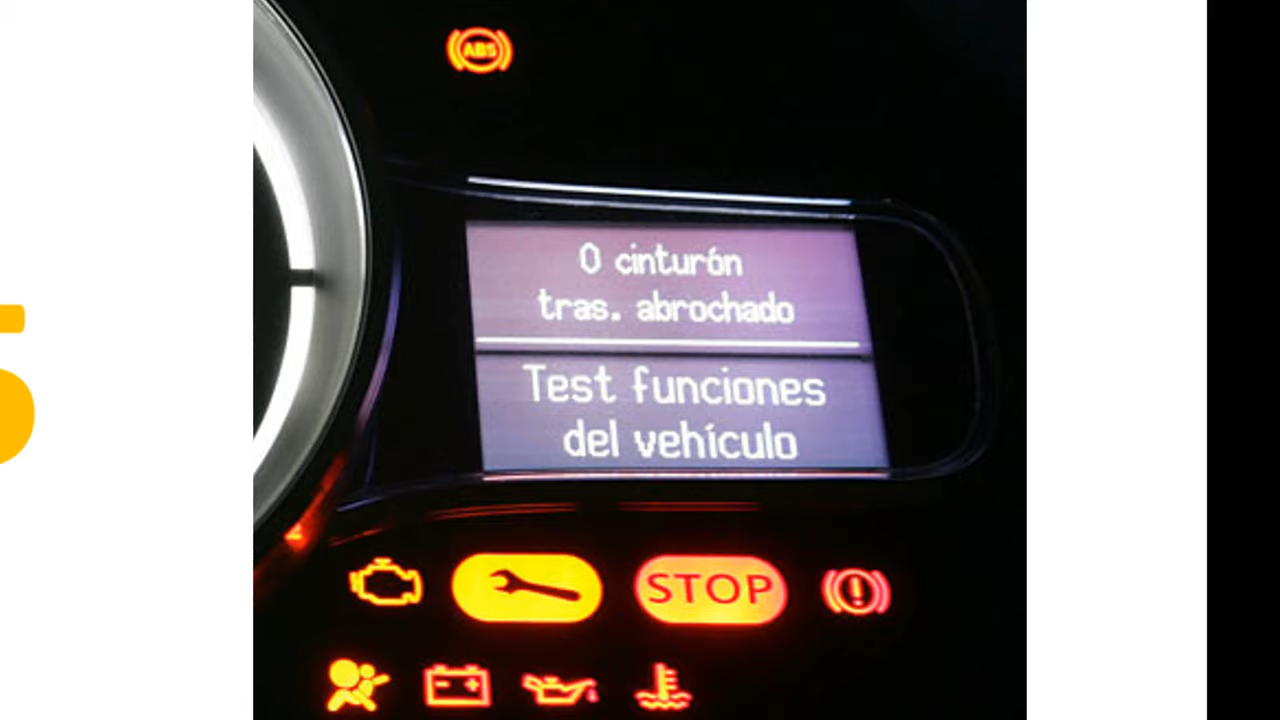 ABS
0 cinturón
tras. abrochado
Test funciones
del vehículo
STOP